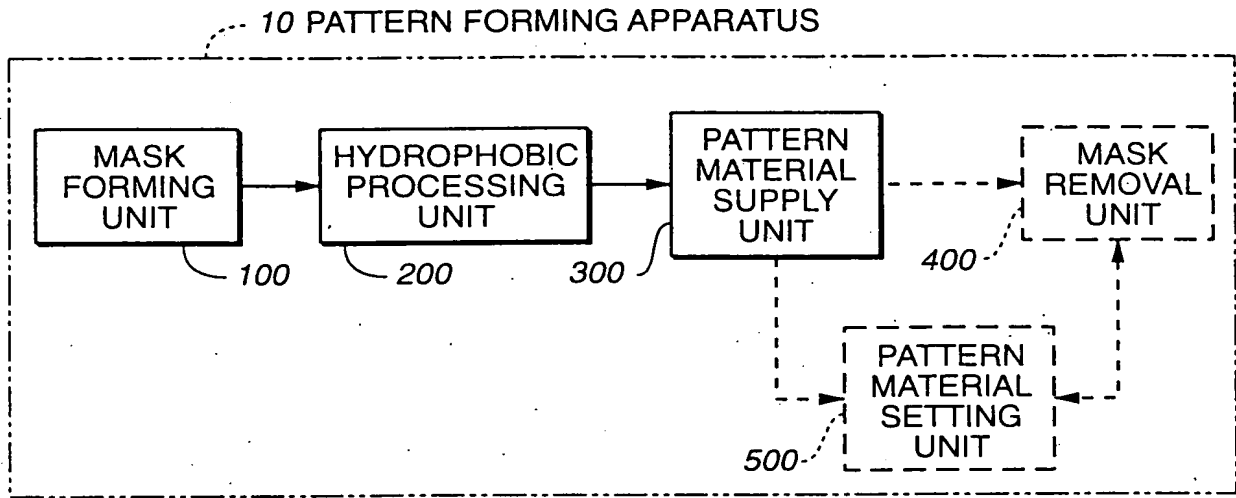 10 PATTERN FORMING APPARATUS
MASK
FORMING
UNIT
100
HYDROPHOBIC
PROCESSING
UNIT
200
PATTERN
MATERIAL
SUPPLY
UNIT
300
MASK
REMOVAL
UNIT
400
PATTERN
MATERIAL
SETTING
UNIT
500